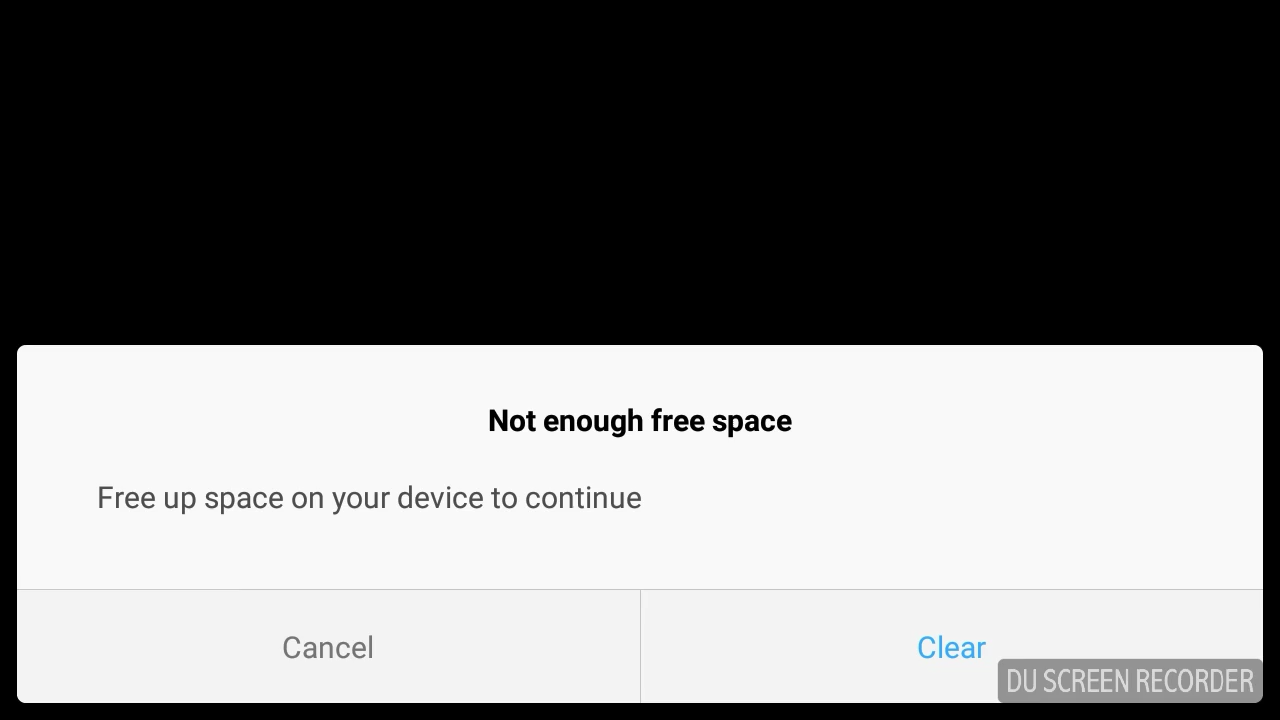 Not enough free space
Free up space on your device to continue
Cancel
Clear
DU SCREEN RECORDER